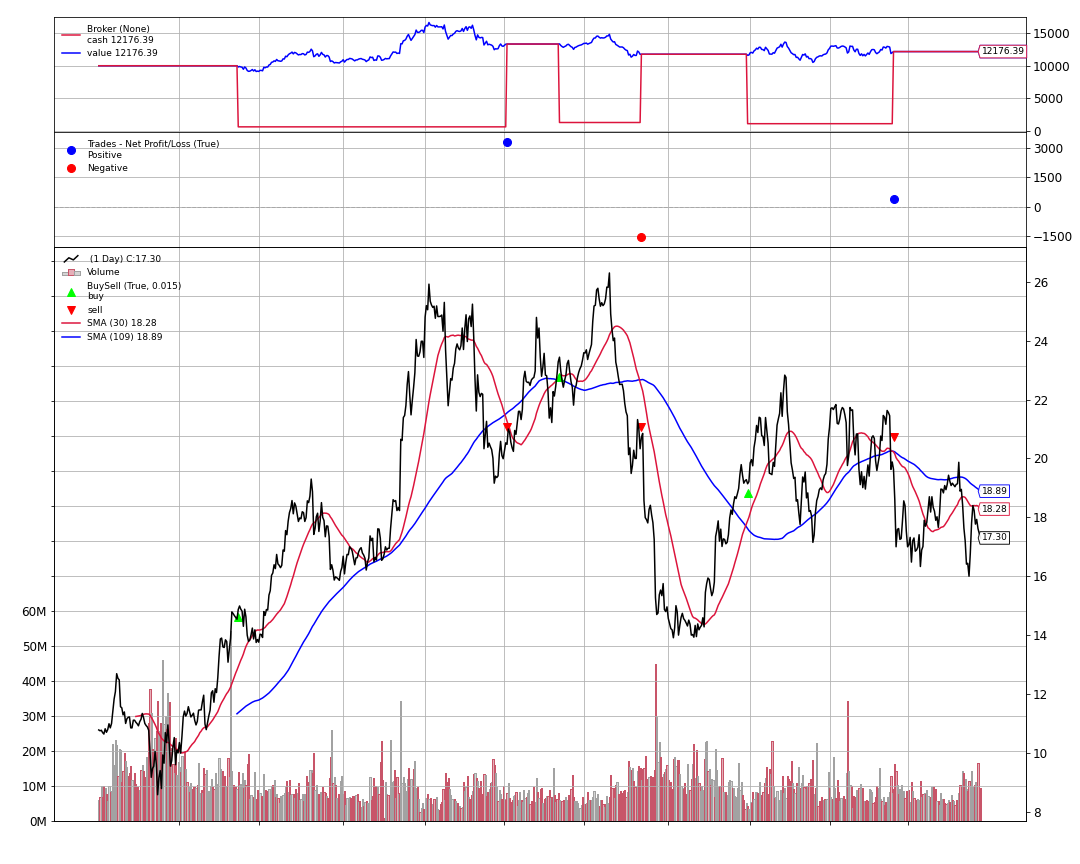 Broker (None)
cash 12176.39
value 12176.39
15000
12176.39
10000
5000
0
Trades - Net Profit/Loss (True)
Positive
Negative
3000
1500
0
−1500
(1 Day) C:17.30
Volume
BuySell (True, 0.015)
buy
sell
SMA (30) 18.28
SMA (109) 18.89
26
24
22
20
18.89
18.28
18
17.30
16
14
12
10
8
60M
50M
40M
30M
20M
10M
0M